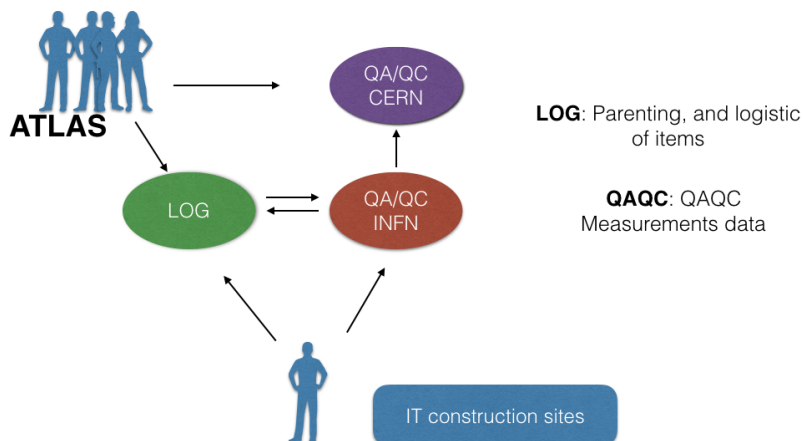 QA/QC
CERN
ATLAS
LOG: Parenting, and logistic
of items
LOG
QA/QC
INFN
QAQC: QAQC
Measurements data
IT construction sites